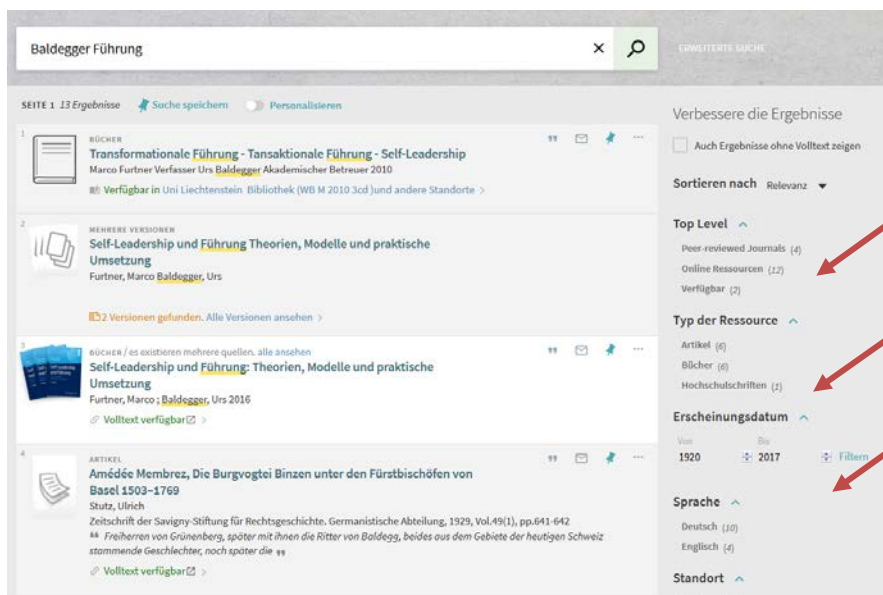 Baldegger Führung
ERWEITERTE SUCHE
SEITE 1 13 Ergebnisse Suche speichern Personalisieren
1
BÜCHER
Transformationale Führung - Tansaktionale Führung - Self-Leadership
Marco Furtner Verfasser Urs Baldegger Akademischer Betreuer 2010
Verfügbar in Uni Liechtenstein Bibliothek (WB M 2010 3cd )und andere Standorte >
2
MEHRERE VERSIONEN
Self-Leadership und Führung Theorien, Modelle und praktische
Umsetzung
Furtner, Marco Baldegger, Urs
2 Versionen gefunden. Alle Versionen ansehen >
3
BÜCHER / es existieren mehrere quellen. alle ansehen
Self-Leadership und Führung: Theorien, Modelle und praktische
Umsetzung
Furtner, Marco ; Baldegger, Urs 2016
Volltext verfügbar >
4
ARTIKEL
Amédée Membrez, Die Burgvogtei Binzen unter den Fürstbischöfen von
Basel 1503–1769
Stutz, Ulrich
Zeitschrift der Savigny-Stiftung für Rechtsgeschichte. Germanistische Abteilung, 1929, Vol.49(1), pp.641-642
Freiherren von Grünenberg, später mit ihnen die Ritter von Baldegg, beides aus dem Gebiete der heutigen Schweiz
stammende Geschlechter, noch später die
Volltext verfügbar >
Verbessere die Ergebnisse
Auch Ergebnisse ohne Volltext zeigen
Sortieren nach Relevanz
Top Level
Peer-reviewed Journals (4)
Online Ressourcen (12)
Verfügbar (2)
Typ der Ressource
Artikel (6)
Bücher (6)
Hochschulschriften (1)
Erscheinungsdatum
Von Bis
1920 2017 Filtern
Sprache
Deutsch (10)
Englisch (4)
Standort